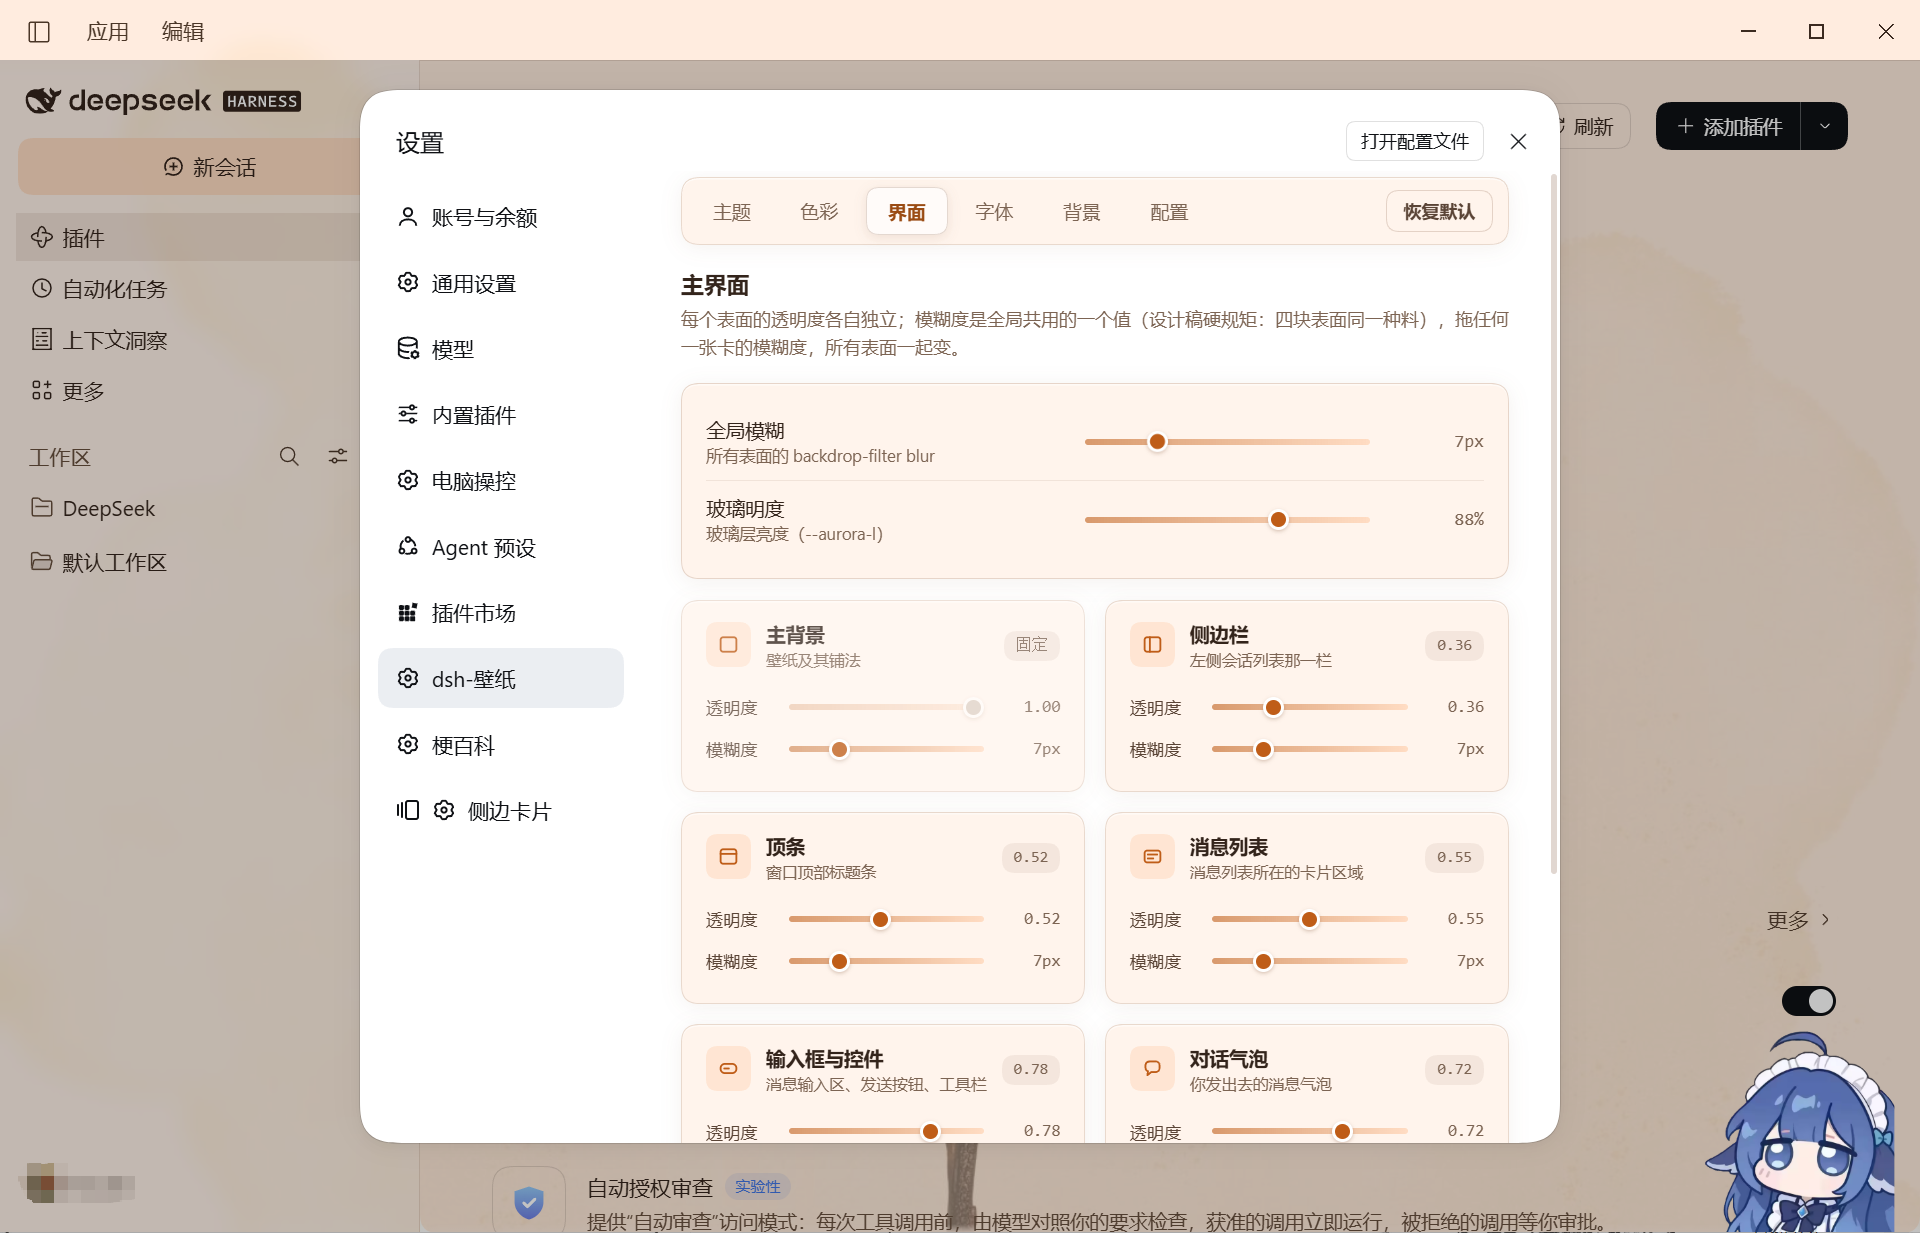 应用 编辑
deepseek HARNESS
新会话
插件
自动化任务
上下文洞察
更多
工作区
DeepSeek
默认工作区
刷新
添加插件
设置
打开配置文件
账号与余额
通用设置
模型
内置插件
电脑操控
Agent 预设
插件市场
dsh-壁纸
梗百科
侧边卡片
主题 色彩 界面 字体 背景 配置 恢复默认
主界面
每个表面的透明度各自独立；模糊度是全局共用的一个值（设计稿硬规矩：四块表面同一种料），拖任何
一张卡的模糊度，所有表面一起变。
全局模糊
所有表面的 backdrop-filter blur
7px
玻璃明度
玻璃层亮度（--aurora-l）
88%
主背景
壁纸及其铺法
固定
透明度 1.00
模糊度 7px
侧边栏
左侧会话列表那一栏
0.36
透明度 0.36
模糊度 7px
顶条
窗口顶部标题条
0.52
透明度 0.52
模糊度 7px
消息列表
消息列表所在的卡片区域
0.55
透明度 0.55
模糊度 7px
输入框与控件
消息输入区、发送按钮、工具栏
0.78
透明度 0.78
对话气泡
你发出去的消息气泡
0.72
透明度 0.72
更多
自动授权审查 实验性
提供“自动审查”访问模式：每次工具调用前，由模型对照你的要求检查，获准的调用立即运行，被拒绝的调用等你审批。